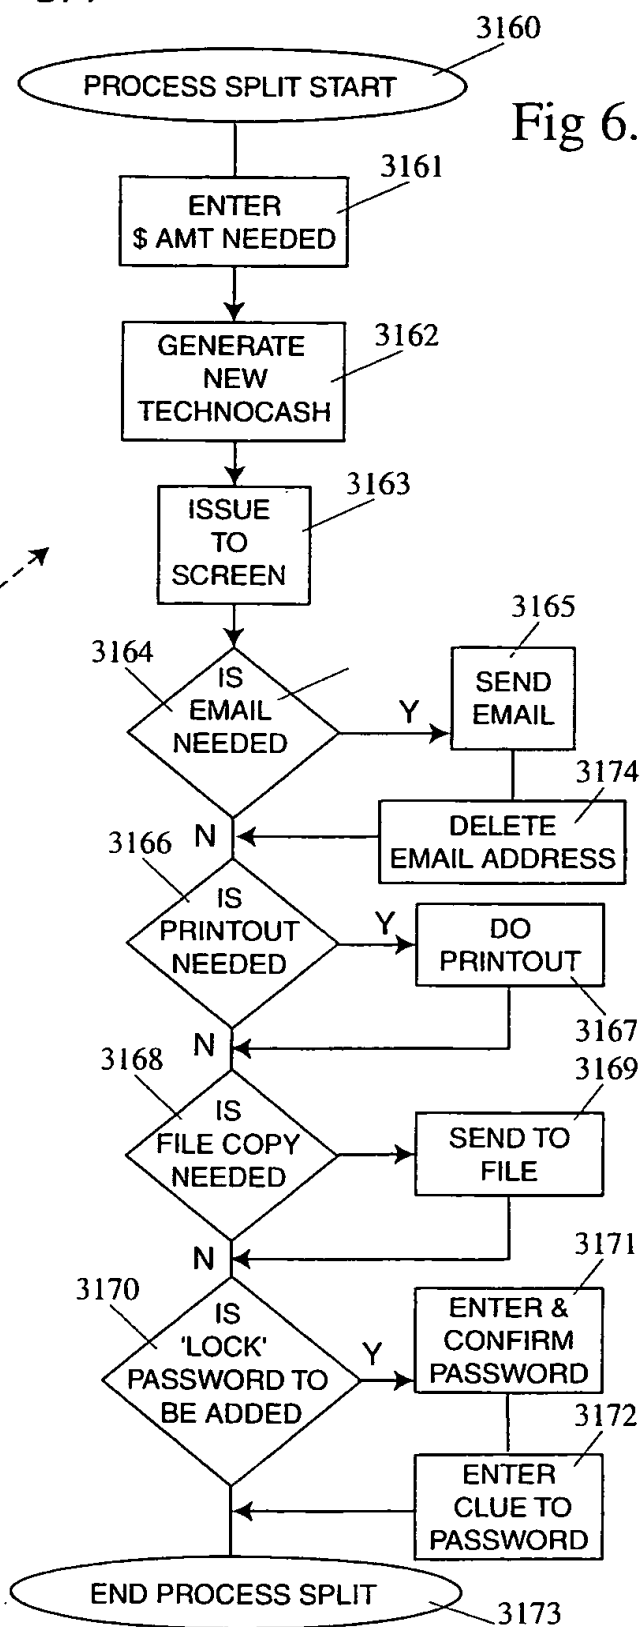 3160
PROCESS SPLIT START
Fig 6.
3161
ENTER
$ AMT NEEDED
3162
GENERATE
NEW
TECHNOCASH
3163
ISSUE
TO
SCREEN
3164
IS
EMAIL
NEEDED
Y
3165
SEND
EMAIL
3174
DELETE
EMAIL ADDRESS
N
3166
IS
PRINTOUT
NEEDED
Y
DO
PRINTOUT
3167
N
3168
IS
FILE COPY
NEEDED
3169
SEND TO
FILE
N
3170
IS
'LOCK'
PASSWORD TO
BE ADDED
Y
3171
ENTER &
CONFIRM
PASSWORD
3172
ENTER
CLUE TO
PASSWORD
END PROCESS SPLIT
3173